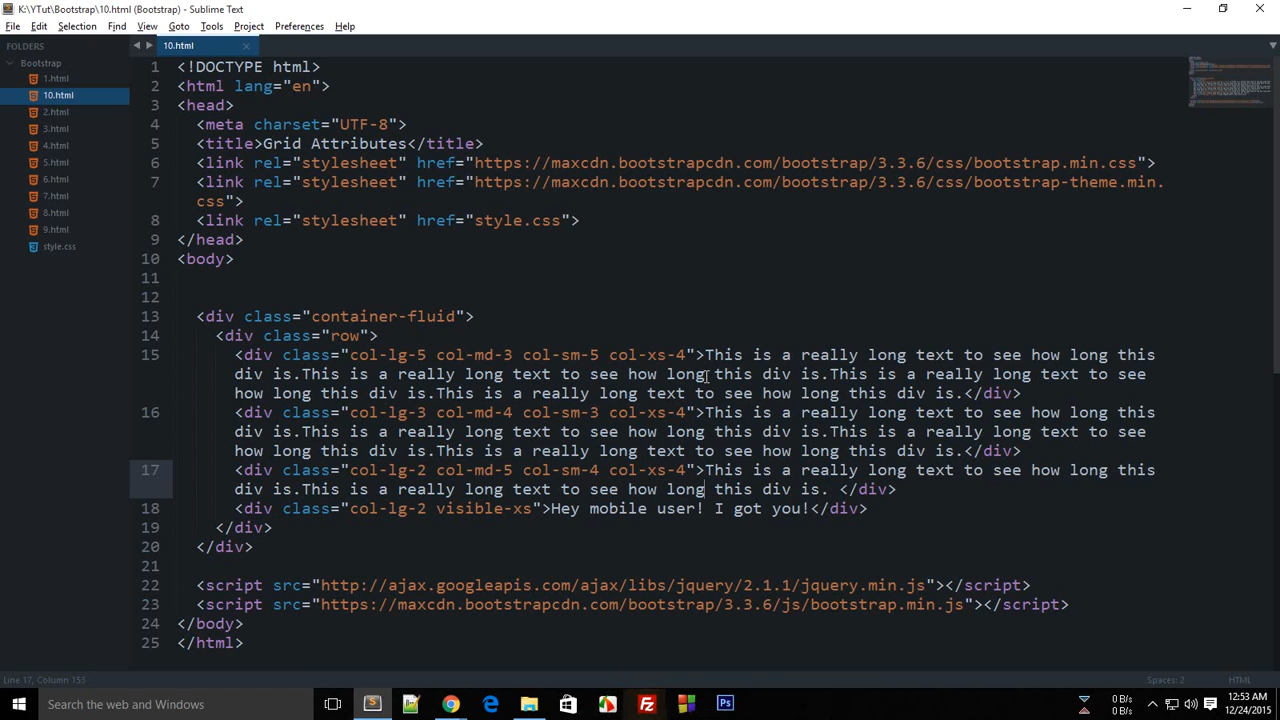 K:\YTut\Bootstrap\10.html (Bootstrap) - Sublime Text
File Edit Selection Find View Goto Tools Project Preferences Help
FOLDERS
Bootstrap
1.html
10.html
2.html
3.html
4.html
5.html
6.html
7.html
8.html
9.html
style.css
10.html
1 <!DOCTYPE html>
2 <html lang="en">
3 <head>
4 <meta charset="UTF-8">
5 <title>Grid Attributes</title>
6 <link rel="stylesheet" href="https://maxcdn.bootstrapcdn.com/bootstrap/3.3.6/css/bootstrap.min.css">
7 <link rel="stylesheet" href="https://maxcdn.bootstrapcdn.com/bootstrap/3.3.6/css/bootstrap-theme.min.
css">
8 <link rel="stylesheet" href="style.css">
9 </head>
10 <body>
11
12
13 <div class="container-fluid">
14 <div class="row">
15 <div class="col-lg-5 col-md-3 col-sm-5 col-xs-4">This is a really long text to see how long this
div is.This is a really long text to see how long this div is.This is a really long text to see
how long this div is.This is a really long text to see how long this div is.</div>
16 <div class="col-lg-3 col-md-4 col-sm-3 col-xs-4">This is a really long text to see how long this
div is.This is a really long text to see how long this div is.This is a really long text to see
how long this div is.This is a really long text to see how long this div is.</div>
17 <div class="col-lg-2 col-md-5 col-sm-4 col-xs-4">This is a really long text to see how long this
div is.This is a really long text to see how long this div is. </div>
18 <div class="col-lg-2 visible-xs">Hey mobile user! I got you!</div>
19 </div>
20 </div>
21
22 <script src="http://ajax.googleapis.com/ajax/libs/jquery/2.1.1/jquery.min.js"></script>
23 <script src="https://maxcdn.bootstrapcdn.com/bootstrap/3.3.6/js/bootstrap.min.js"></script>
24 </body>
25 </html>
Line 17, Column 155
Spaces: 2
HTML
Search the web and Windows
Fz
Ps
0 B/s
0 B/s
12:53 AM
12/24/2015